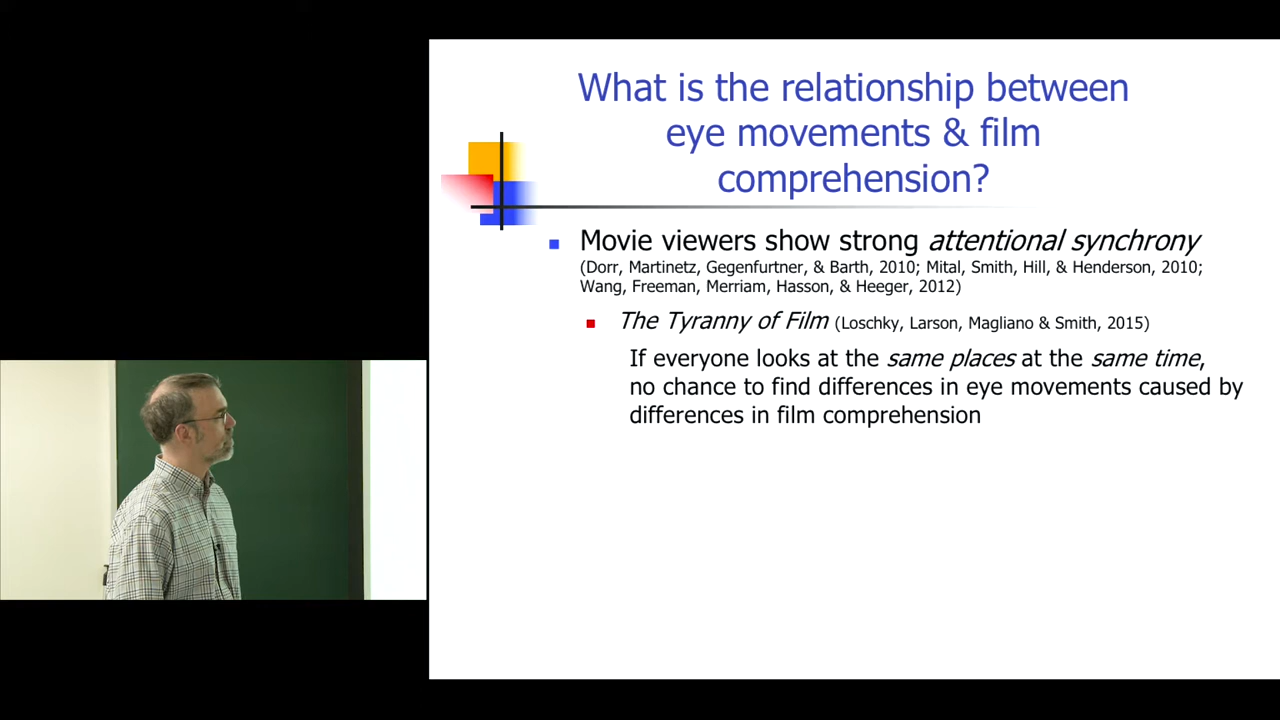 What is the relationship between
eye movements & film
comprehension?
Movie viewers show strong attentional synchrony
(Dorr, Martinetz, Gegenfurtner, & Barth, 2010; Mital, Smith, Hill, & Henderson, 2010;
Wang, Freeman, Merriam, Hasson, & Heeger, 2012)
The Tyranny of Film (Loschky, Larson, Magliano & Smith, 2015)
If everyone looks at the same places at the same time,
no chance to find differences in eye movements caused by
differences in film comprehension